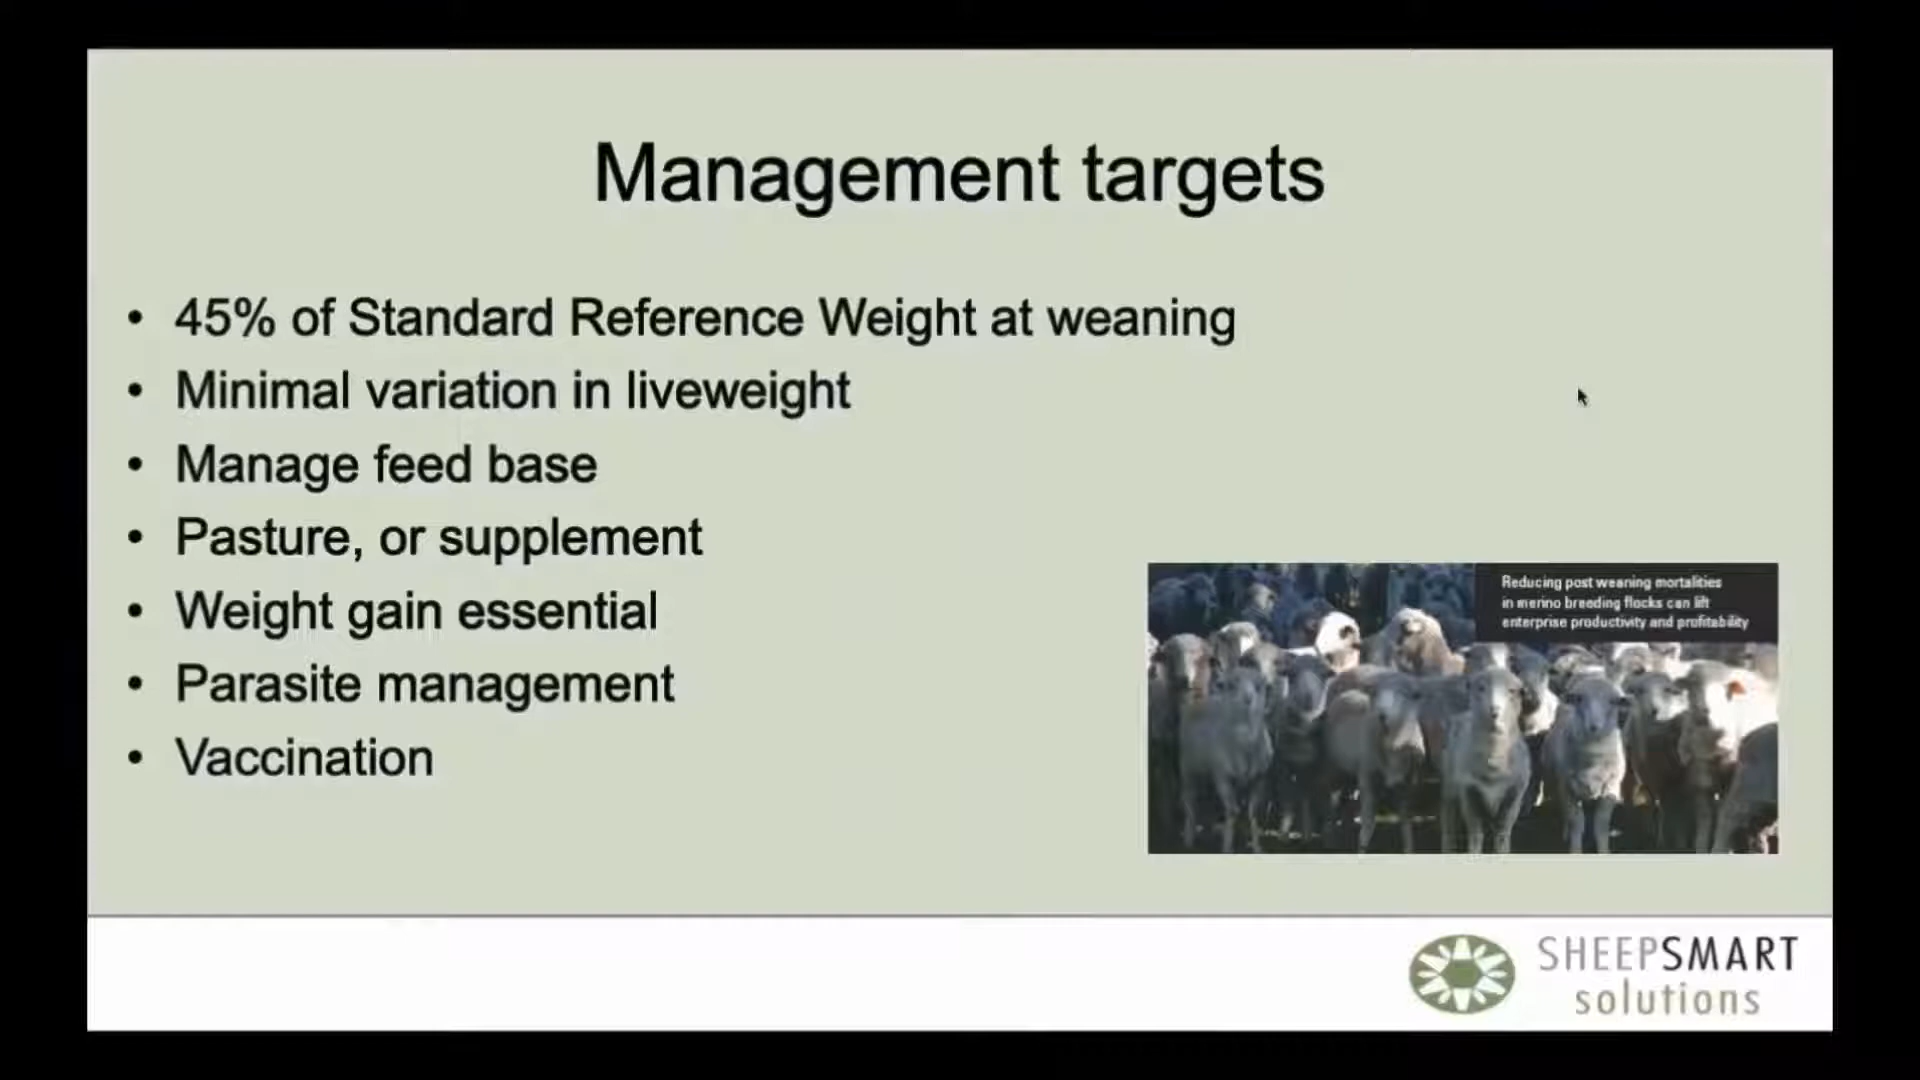 Management targets
• 45% of Standard Reference Weight at weaning
• Minimal variation in liveweight
• Manage feed base
• Pasture, or supplement
• Weight gain essential
• Parasite management
• Vaccination
Reducing post weaning mortalities
in merino breeding flocks can lift
enterprise productivity and profitability
SHEEPSMART
solutions